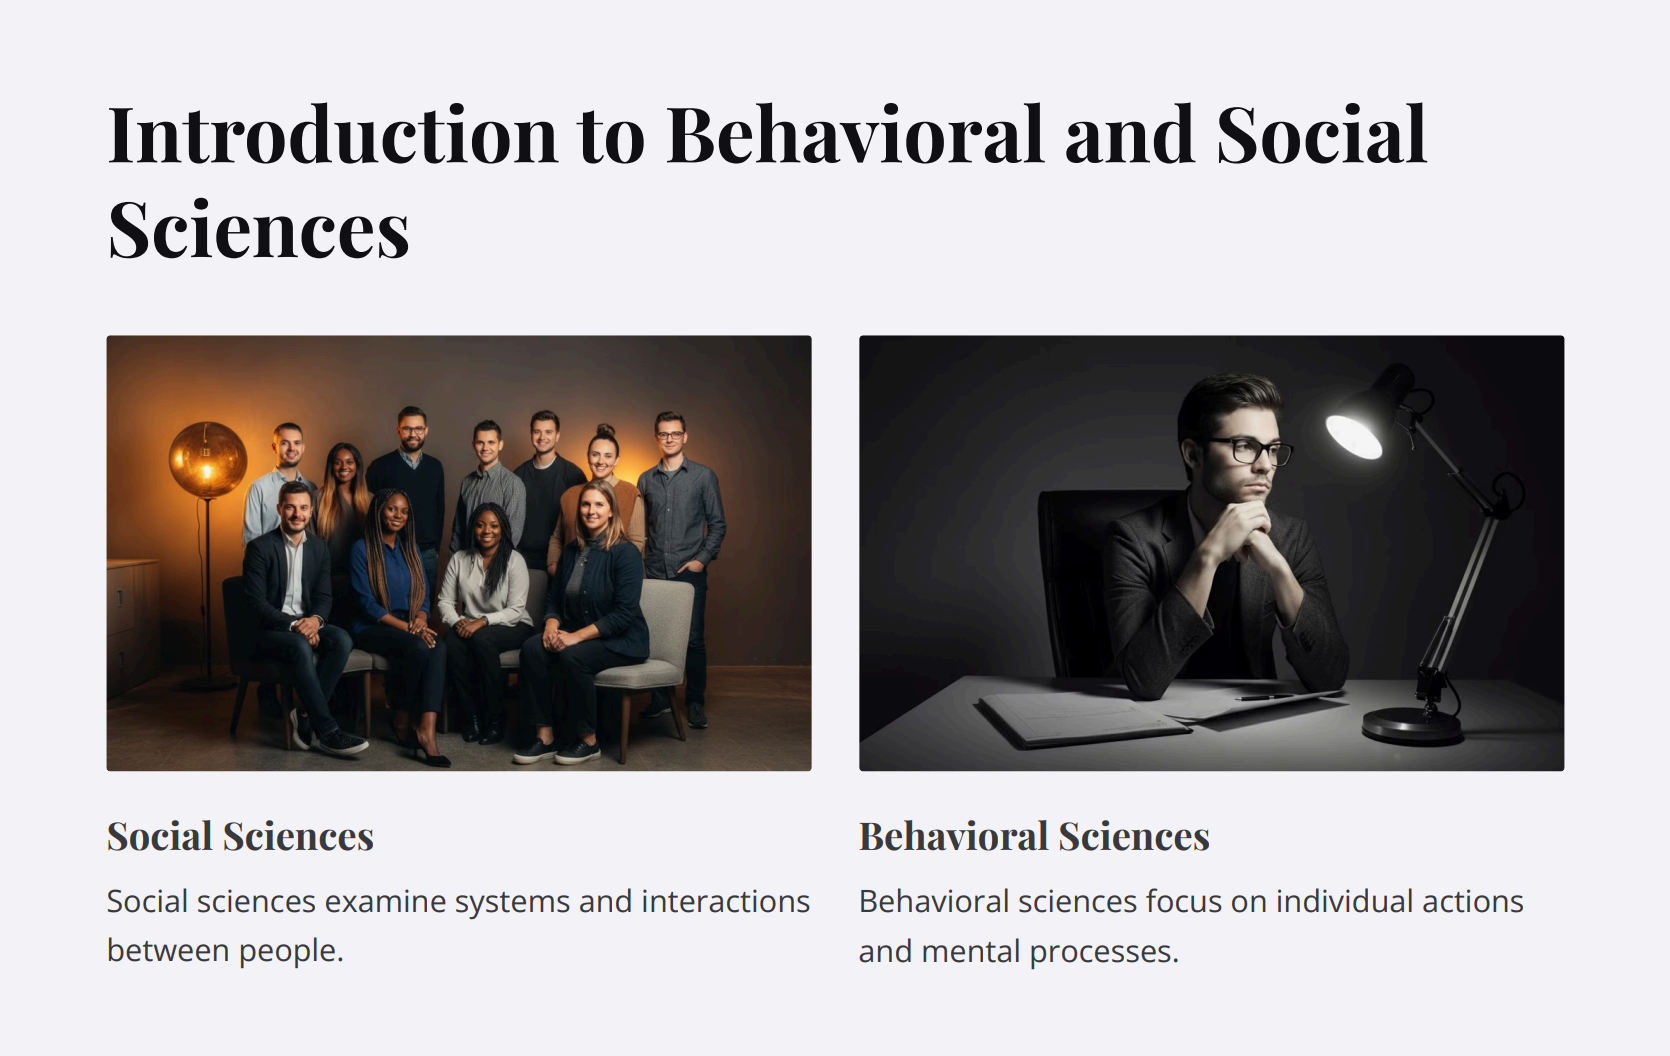 Introduction to Behavioral and Social
Sciences
Social Sciences
Social sciences examine systems and interactions
between people.
Behavioral Sciences
Behavioral sciences focus on individual actions
and mental processes.